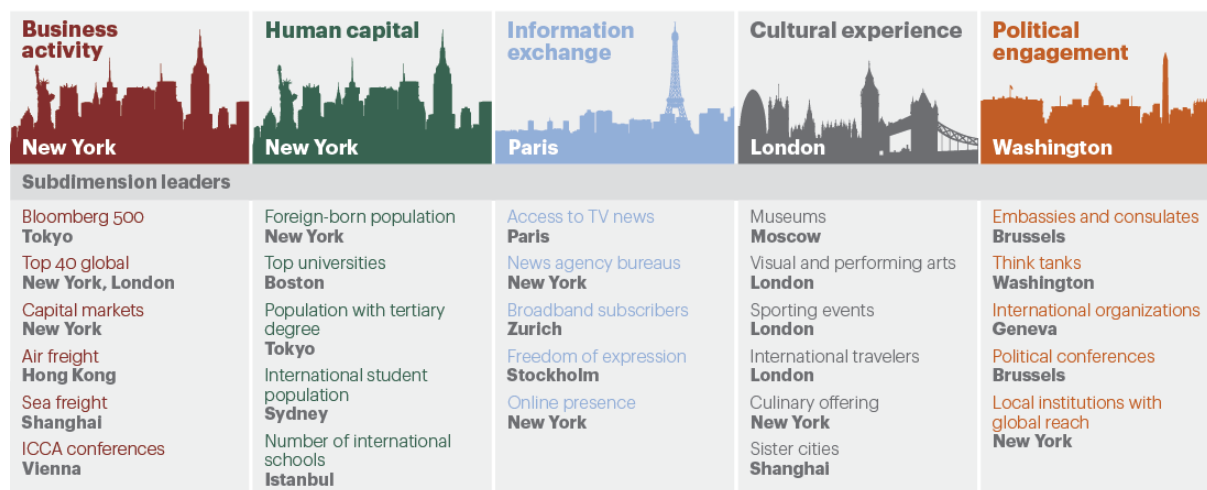 Business
activity
New York
Human capital
New York
Information
exchange
Paris
Cultural experience
London
Political
engagement
Washington
Subdimension leaders
Bloomberg 500
Tokyo
Top 40 global
New York, London
Capital markets
New York
Air freight
Hong Kong
Sea freight
Shanghai
ICCA conferences
Vienna
Foreign-born population
New York
Top universities
Boston
Population with tertiary
degree
Tokyo
International student
population
Sydney
Number of international
schools
Istanbul
Access to TV news
Paris
News agency bureaus
New York
Broadband subscribers
Zurich
Freedom of expression
Stockholm
Online presence
New York
Museums
Moscow
Visual and performing arts
London
Sporting events
London
International travelers
London
Culinary offering
New York
Sister cities
Shanghai
Embassies and consulates
Brussels
Think tanks
Washington
International organizations
Geneva
Political conferences
Brussels
Local institutions with
global reach
New York